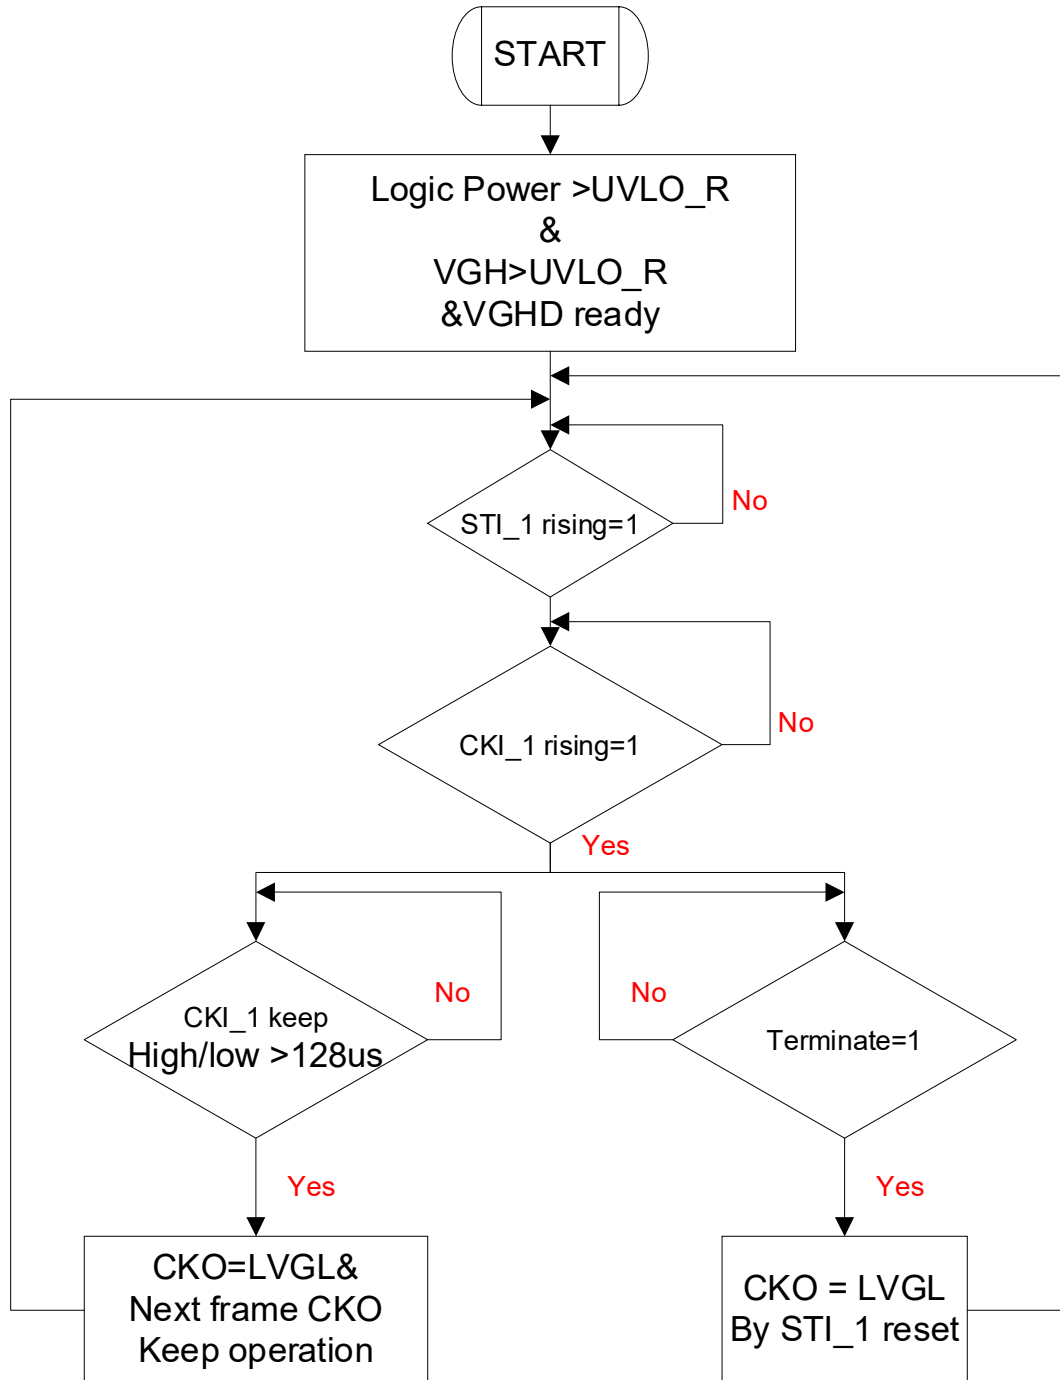 START
Logic Power >UVLO_R
&
VGH>UVLO_R
&VGHD ready
STI_1 rising=1
No
CKI_1 rising=1
No
Yes
CKI_1 keep
High/low >128us
No
No
Terminate=1
Yes
Yes
CKO=LVGL&
Next frame CKO
Keep operation
CKO = LVGL
By STI_1 reset